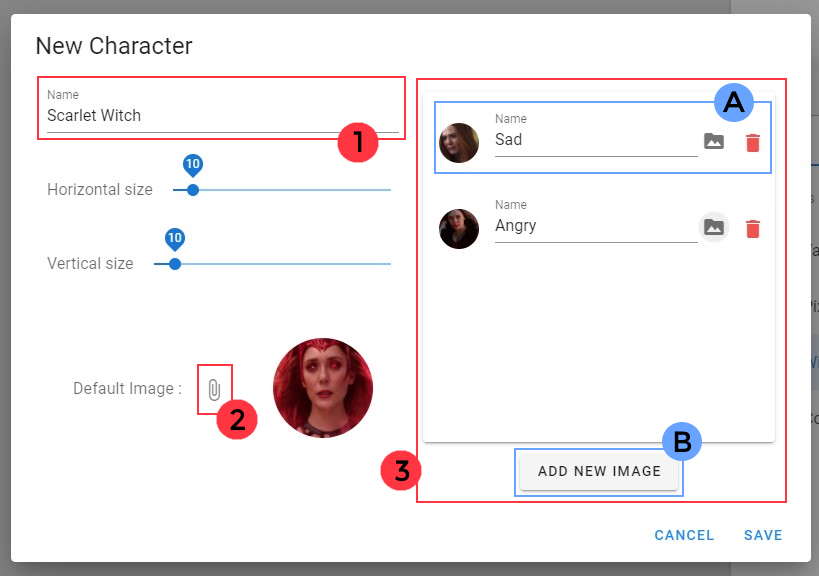 New Character
Name
Scarlet Witch
1
10
Horizontal size
10
Vertical size
Default Image :
2
A
Name
Sad
Name
Angry
3
B
ADD NEW IMAGE
CANCEL
SAVE